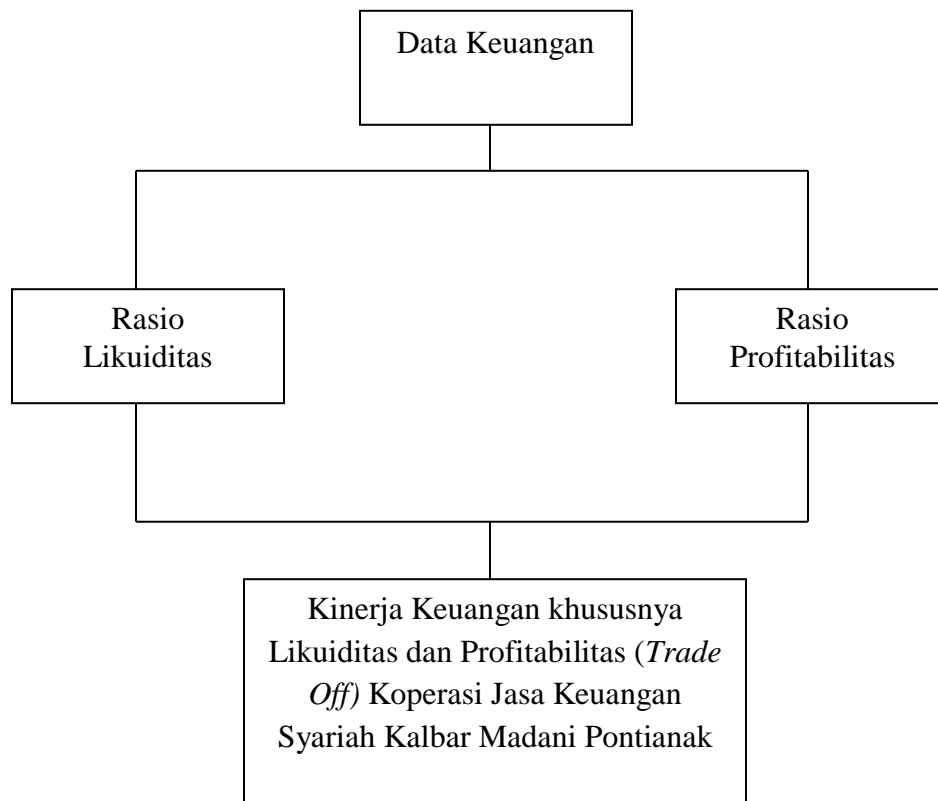 Data Keuangan
Rasio
Likuiditas
Rasio
Profitabilitas
Kinerja Keuangan khususnya
Likuiditas dan Profitabilitas (Trade
Off) Koperasi Jasa Keuangan
Syariah Kalbar Madani Pontianak